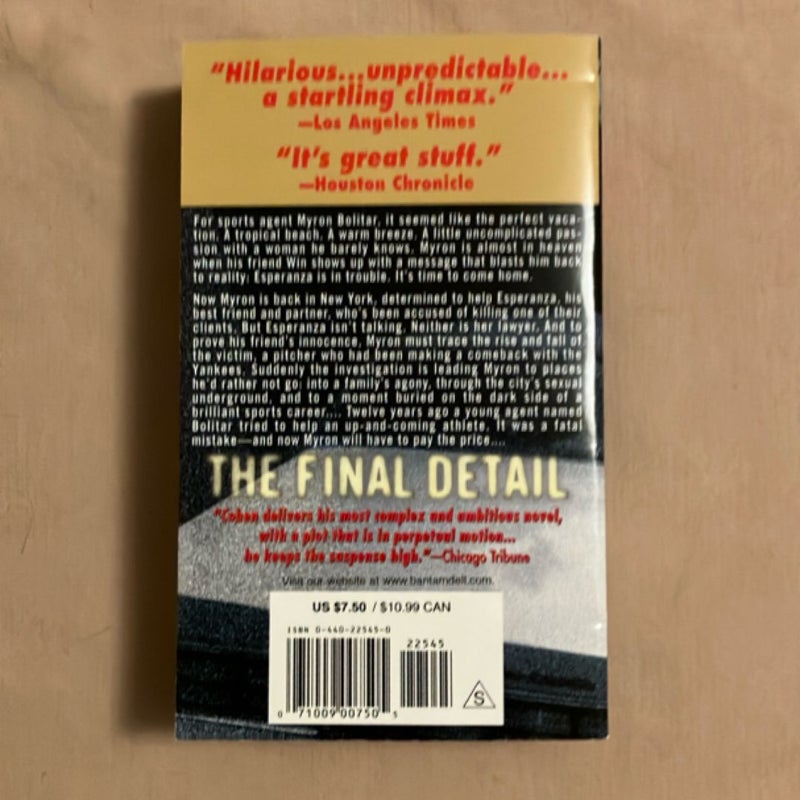 "Hilarious...unpredictable...
a startling climax."
—Los Angeles Times
"It's great stuff."
—Houston Chronicle
For sports agent Myron Bolitar, it seemed like the perfect vaca-
tion. A tropical beach. A warm breeze. A little uncomplicated pas-
sion with a woman he barely knows. Myron is almost in heaven
when his friend Win shows up with a message that blasts him back
to reality: Esperanza is in trouble. It's time to come home.
Now Myron is back in New York, determined to help Esperanza, his
best friend and partner, who's been accused of killing one of their
clients. But Esperanza isn't talking. Neither is her lawyer. And to
prove his friend's innocence, Myron must trace the rise and fall of
the victim, a pitcher who had been making a comeback with the
Yankees. Suddenly the investigation is leading Myron to places
he'd rather not go: into a family's agony, through the city's sexual
underground, and to a moment buried on the dark side of a
brilliant sports career.... Twelve years ago a young agent named
Bolitar tried to help an up-and-coming athlete. It was a fatal
mistake—and now Myron will have to pay the price....
THE FINAL DETAIL
"Coben delivers his most complex and ambitious novel,
with a plot that is in perpetual motion...
he keeps the suspense high."—Chicago Tribune
Visit our website at www.bantamdell.com.
US $7.50 / $10.99 CAN
ISBN 0-440-22545-0
22545
0 71009 00750 5
S